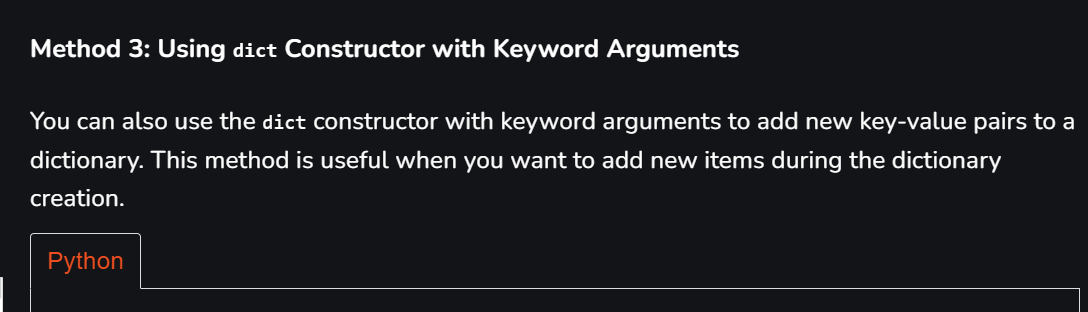 Method 3: Using dict Constructor with Keyword Arguments
You can also use the dict constructor with keyword arguments to add new key-value pairs to a
dictionary. This method is useful when you want to add new items during the dictionary
creation.
Python